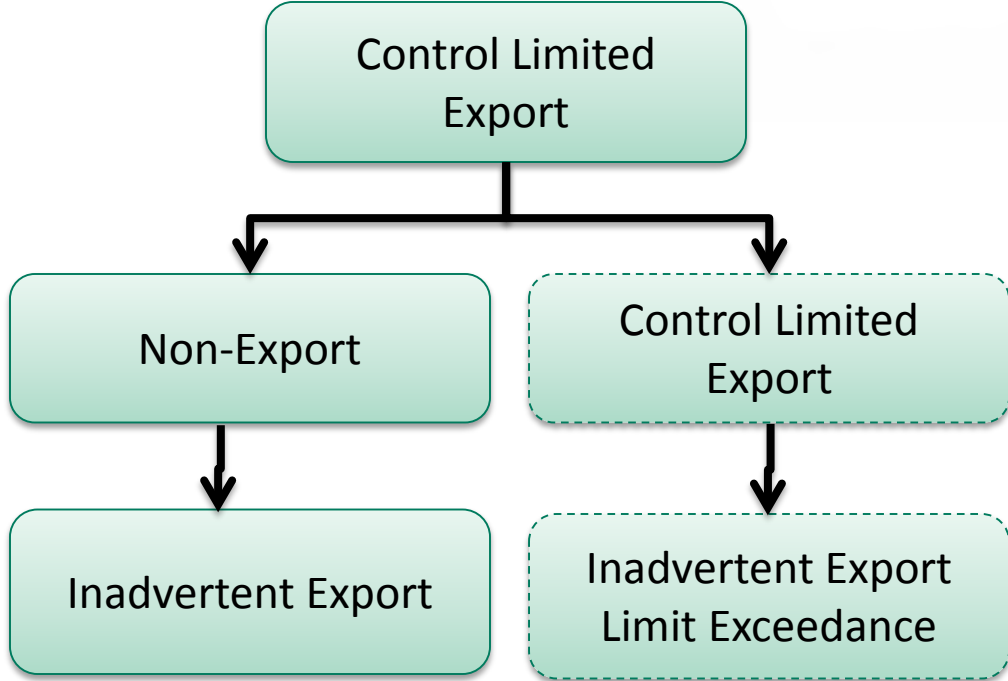 Control Limited
Export
Non-Export
Control Limited
Export
Inadvertent Export
Inadvertent Export
Limit Exceedance